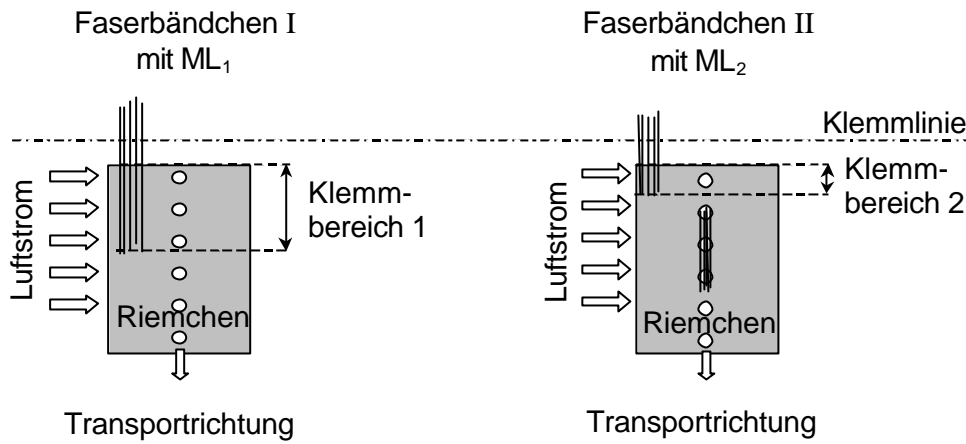 Faserbändchen I
mit ML₁
Faserbändchen II
mit ML₂
Klemmlinie
Luftstrom
Klemm-
bereich 1
Riemchen
Transportrichtung
Luftstrom
Klemm-
bereich 2
Riemchen
Transportrichtung